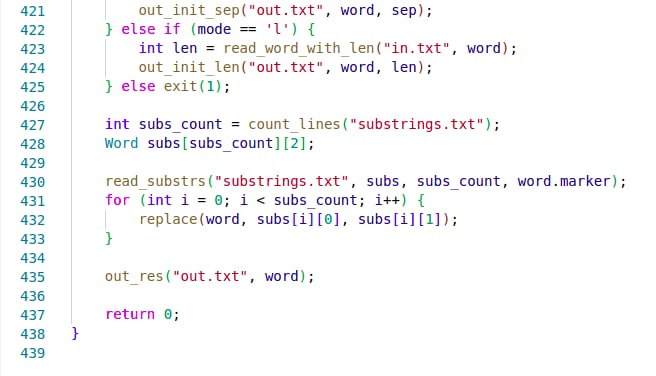 421 out_init_sep("out.txt", word, sep);
422 } else if (mode == 'l') {
423 int len = read_word_with_len("in.txt", word);
424 out_init_len("out.txt", word, len);
425 } else exit(1);
426
427 int subs_count = count_lines("substrings.txt");
428 Word subs[subs_count][2];
429
430 read_substrs("substrings.txt", subs, subs_count, word.marker);
431 for (int i = 0; i < subs_count; i++) {
432 replace(word, subs[i][0], subs[i][1]);
433 }
434
435 out_res("out.txt", word);
436
437 return 0;
438 }
439